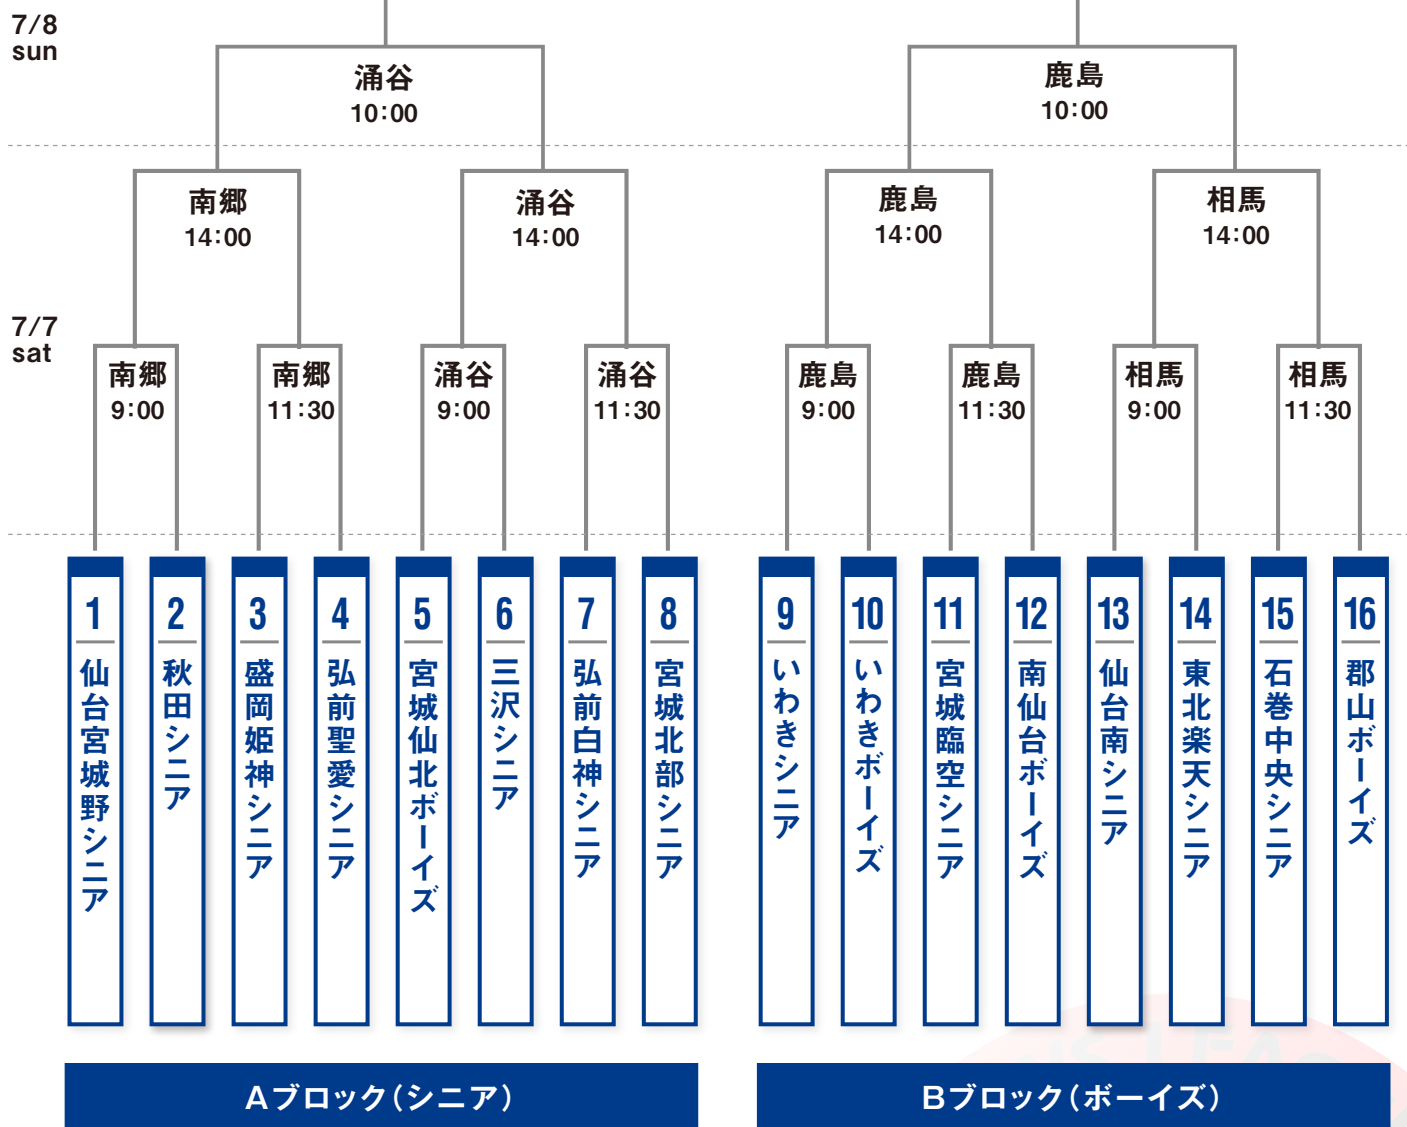 7/8
sun
涌谷
10:00
鹿島
10:00
南郷
14:00
涌谷
14:00
鹿島
14:00
相馬
14:00
7/7
sat
南郷
9:00
南郷
11:30
涌谷
9:00
涌谷
11:30
鹿島
9:00
鹿島
11:30
相馬
9:00
相馬
11:30
1
仙台宮城野シニア
2
秋田シニア
3
盛岡姫神シニア
4
弘前聖愛シニア
5
宮城仙北ボーイズ
6
三沢シニア
7
弘前白神シニア
8
宮城北部シニア
9
いわきシニア
10
いわきボーイズ
11
宮城臨空シニア
12
南仙台ボーイズ
13
仙台南シニア
14
東北楽天シニア
15
石巻中央シニア
16
郡山ボーイズ
Aブロック(シニア)
Bブロック(ボーイズ)